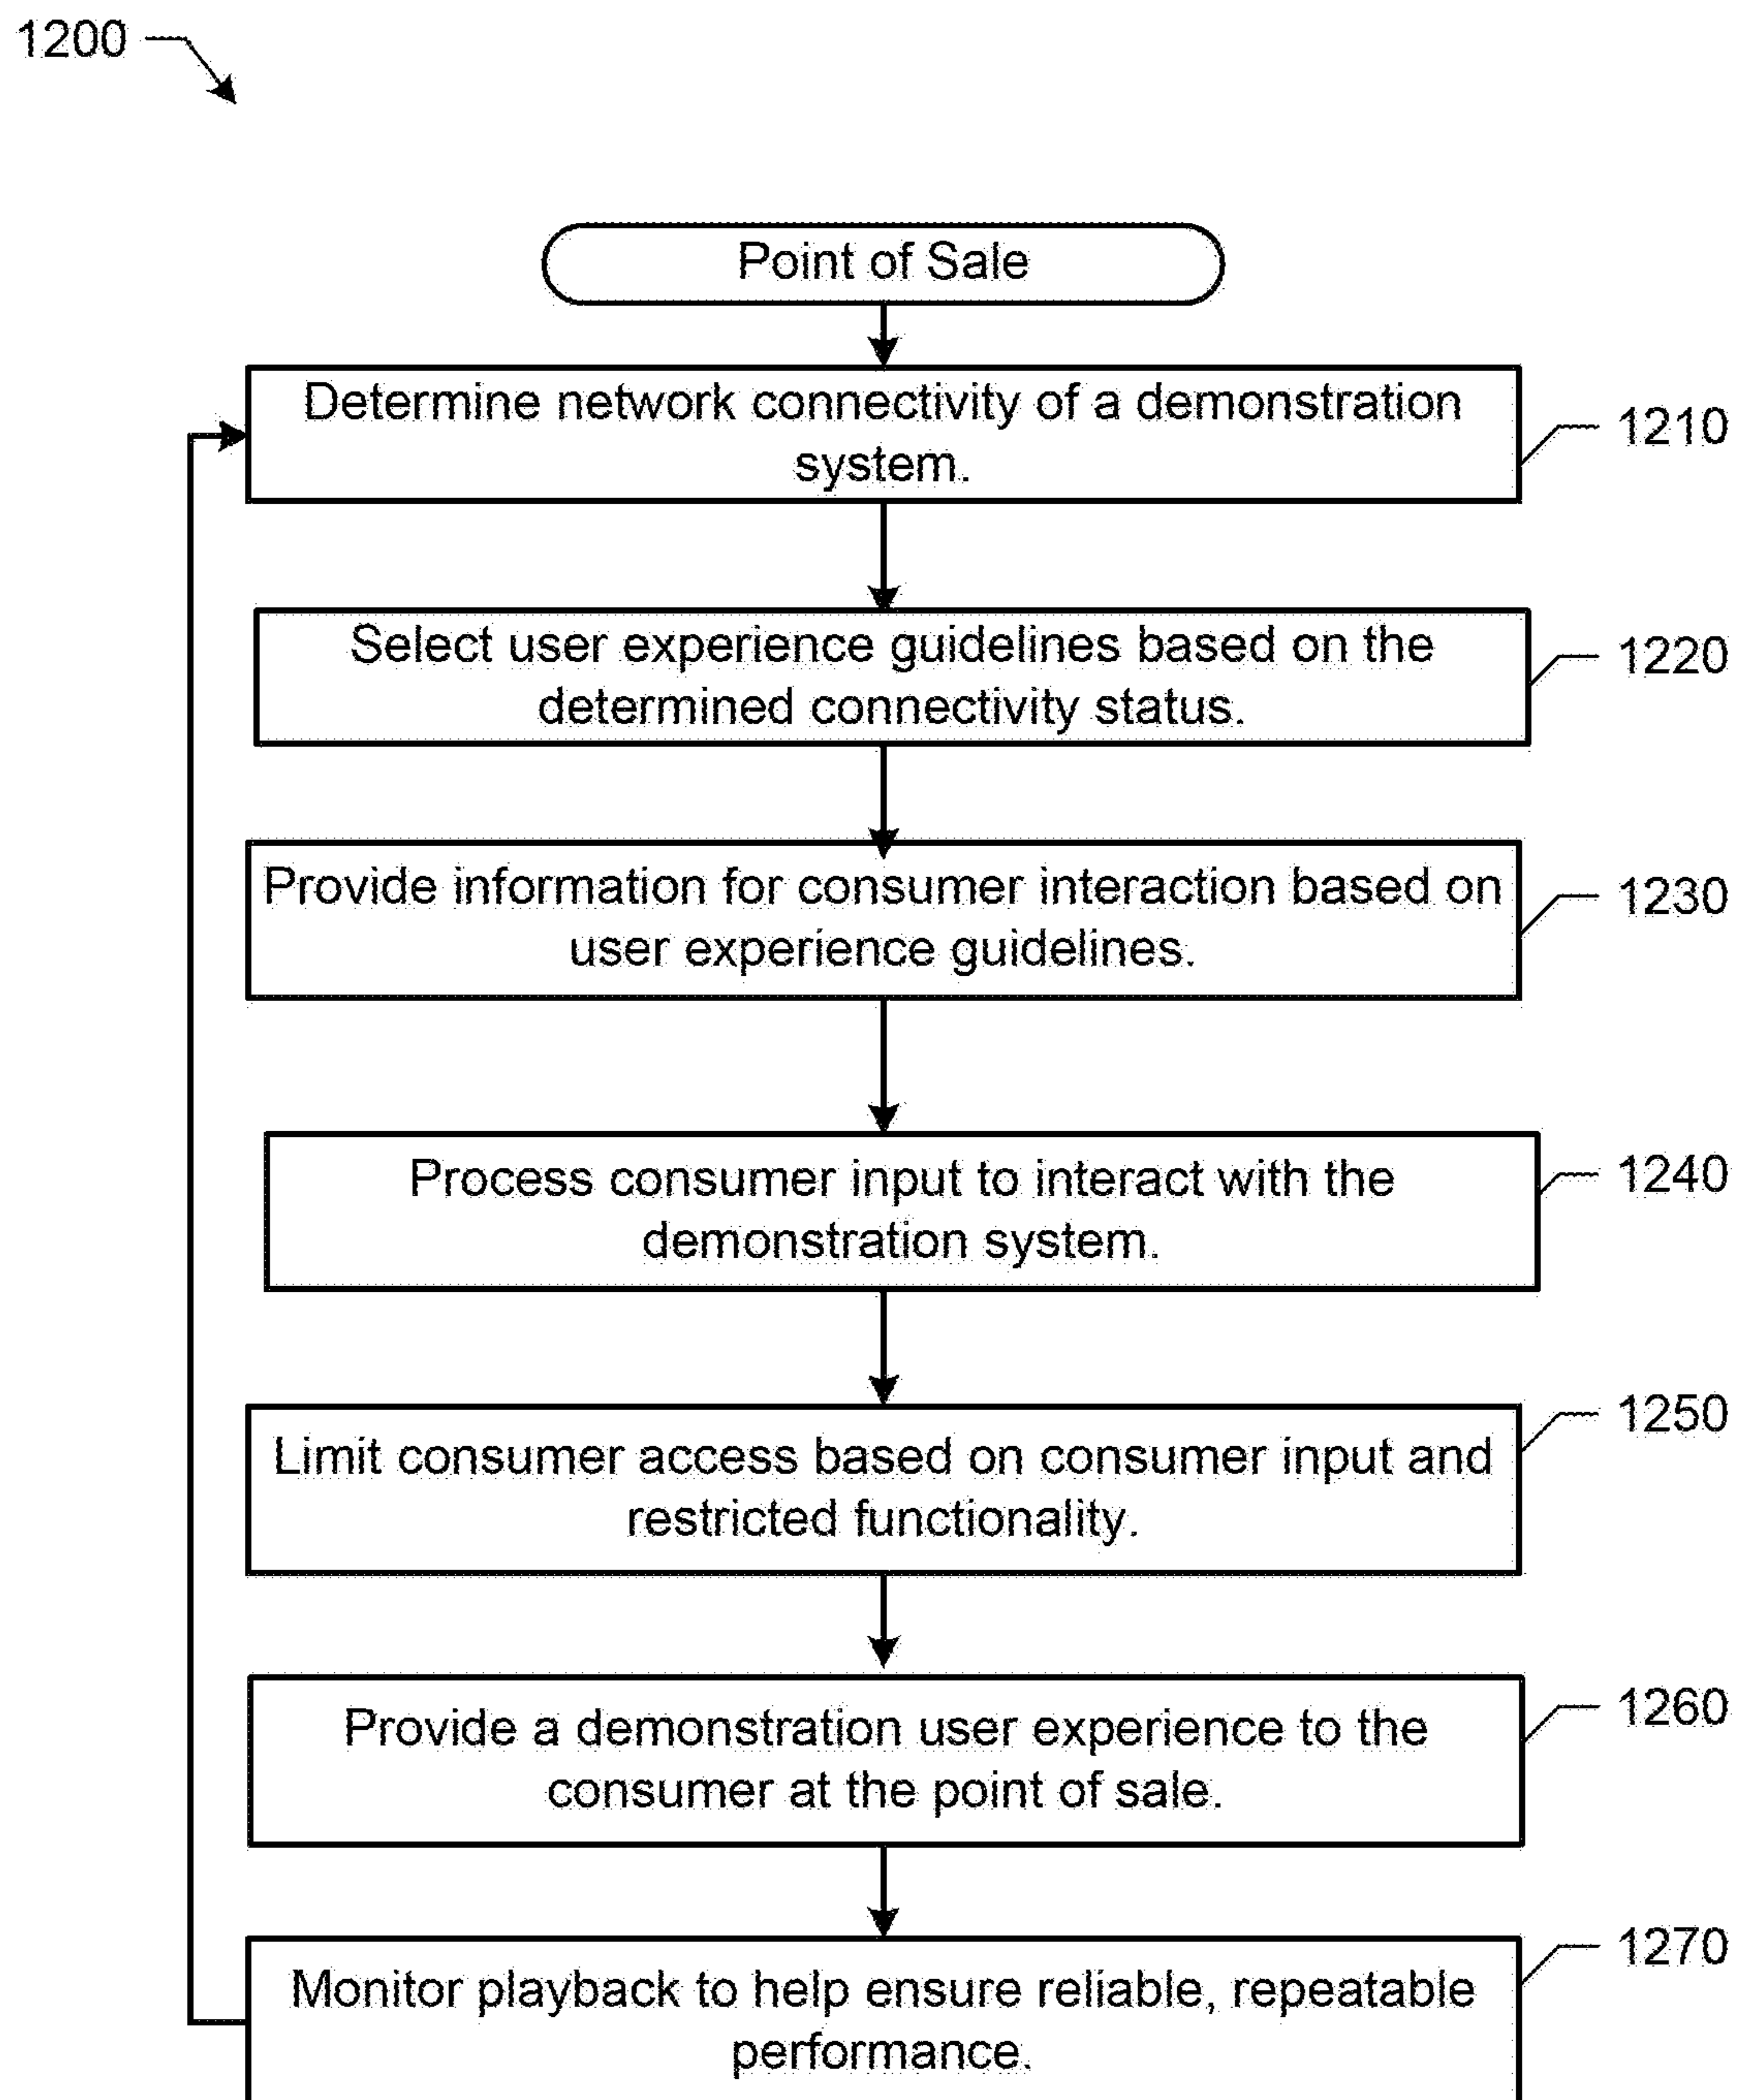 1200
Point of Sale
Determine network connectivity of a demonstration
system.
1210
Select user experience guidelines based on the
determined connectivity status.
1220
Provide information for consumer interaction based on
user experience guidelines.
1230
Process consumer input to interact with the
demonstration system.
1240
Limit consumer access based on consumer input and
restricted functionality.
1250
Provide a demonstration user experience to the
consumer at the point of sale.
1260
Monitor playback to help ensure reliable, repeatable
performance.
1270